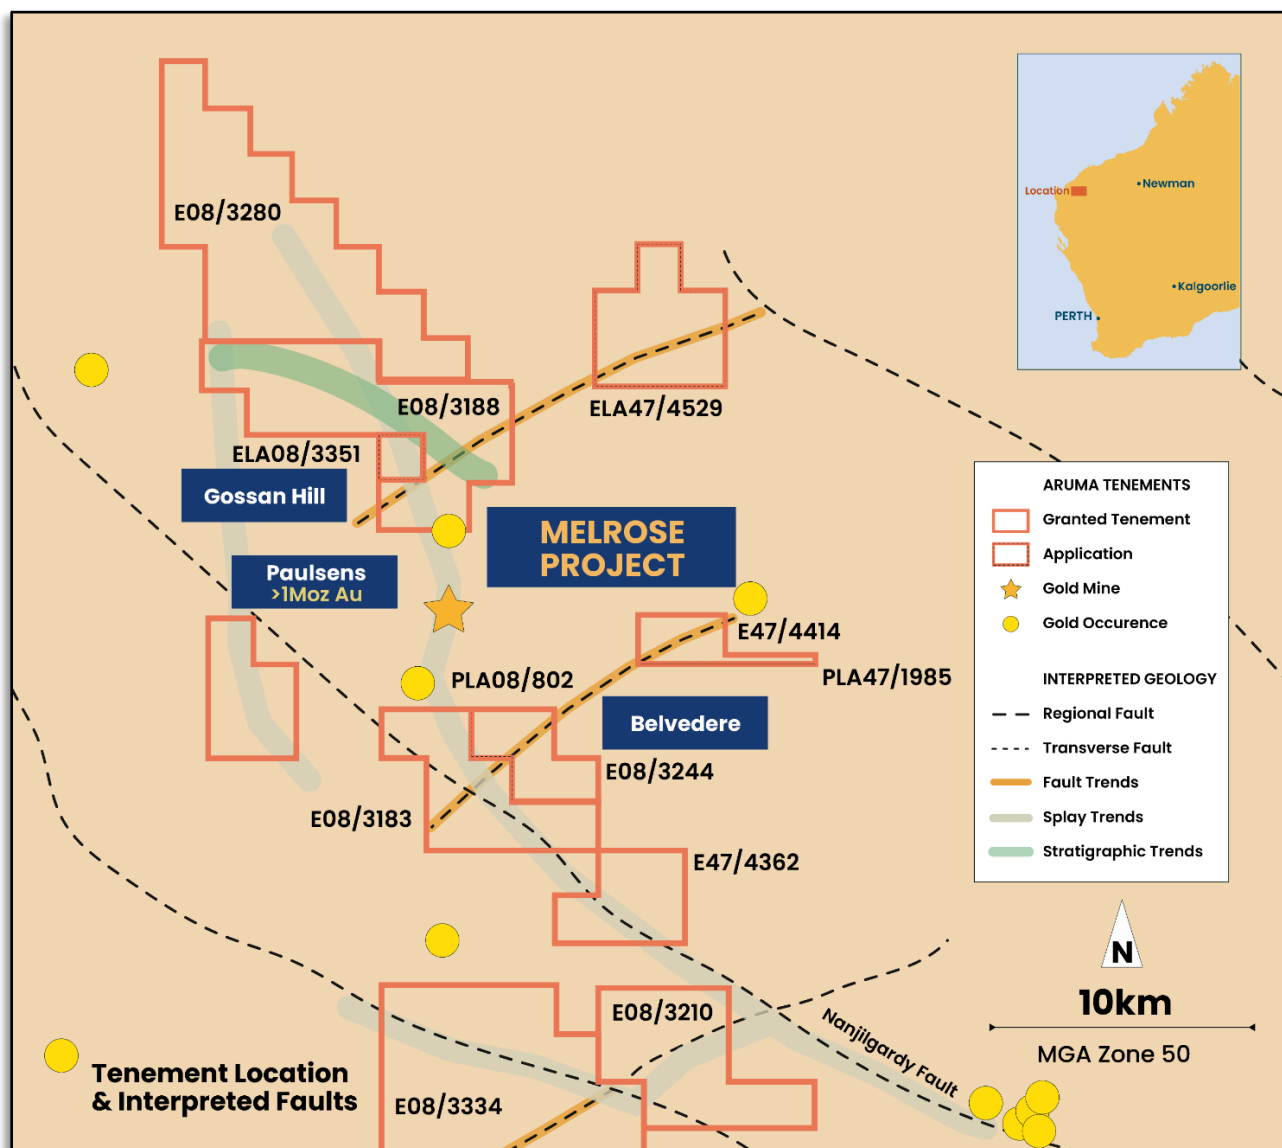 E08/3280
Location
Newman
Kalgoorlie
PERTH
E08/3188
ELA47/4529
ELA08/3351
Gossan Hill
MELROSE
PROJECT
Paulsens
>1Moz Au
E47/4414
PLA47/1985
PLA08/802
Belvedere
E08/3244
E08/3183
E47/4362
ARUMA TENEMENTS
Granted Tenement
Application
Gold Mine
Gold Occurence
INTERPRETED GEOLOGY
Regional Fault
Transverse Fault
Fault Trends
Splay Trends
Stratigraphic Trends
N
10km
MGA Zone 50
E08/3210
Nanjilgardy Fault
Tenement Location
& Interpreted Faults
E08/3334